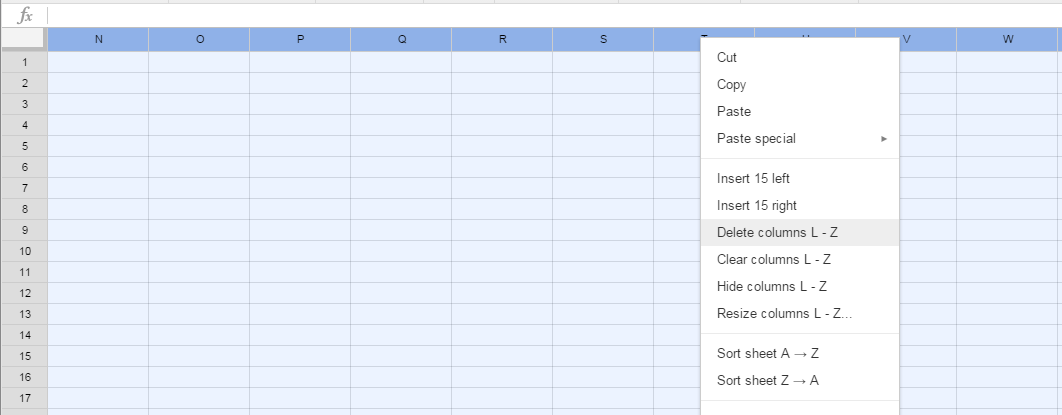 fx
N O P Q R S T V W
1
2
3
4
5
6
7
8
9
10
11
12
13
14
15
16
17
Cut
Copy
Paste
Paste special
Insert 15 left
Insert 15 right
Delete columns L - Z
Clear columns L - Z
Hide columns L - Z
Resize columns L - Z...
Sort sheet A → Z
Sort sheet Z → A